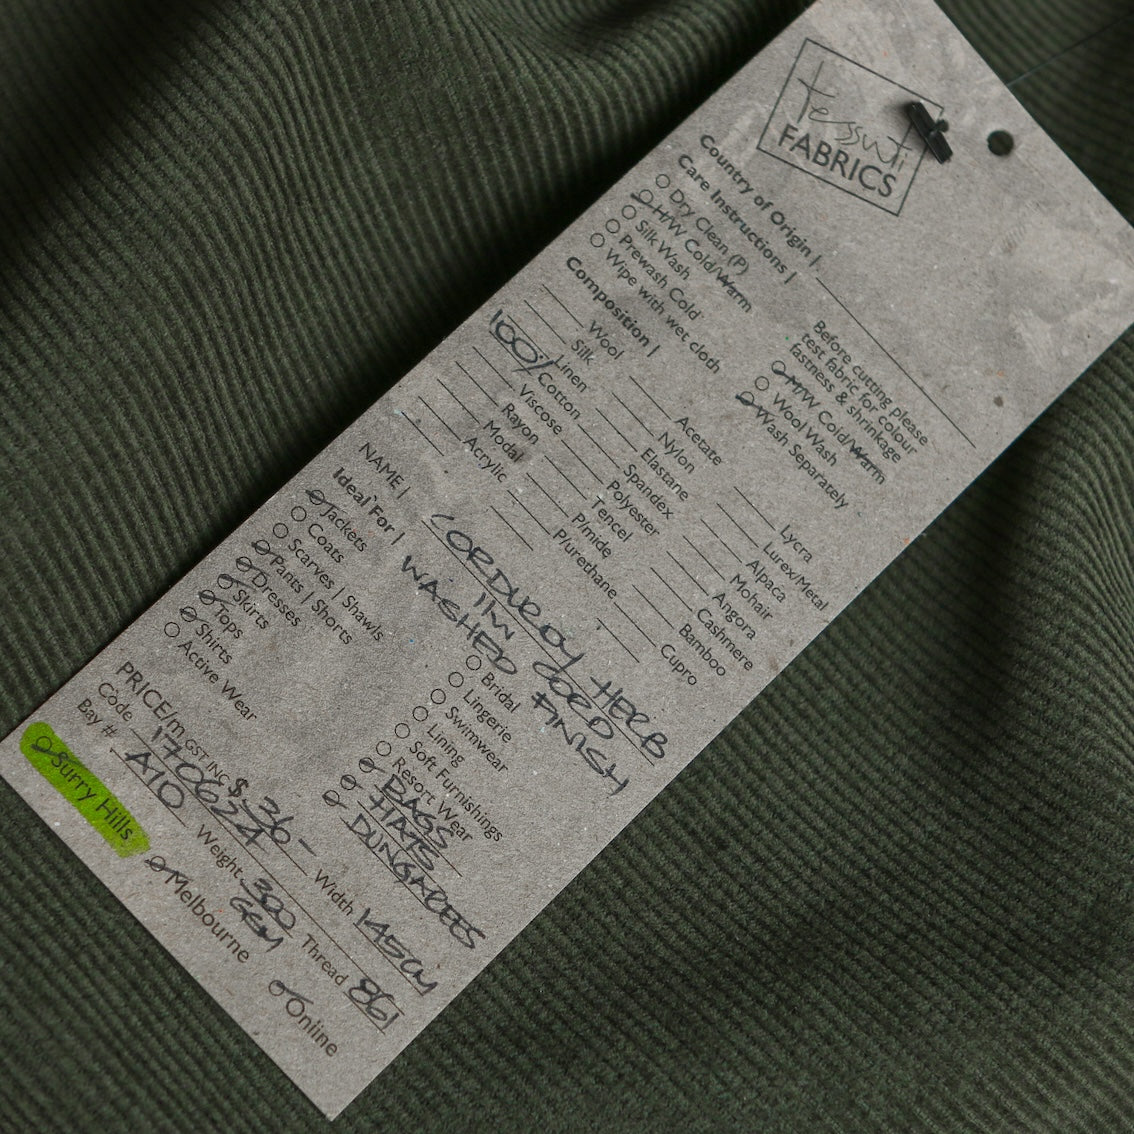 tessuti
FABRICS
Country of Origin |
Care Instructions |
Dry Clean (P)
H/W Cold/Warm
Silk Wash
Prewash Cold
Wipe with wet cloth
Before cutting please
test fabric for colour
fastness & shrinkage
M/W Cold/Warm
Wool Wash
Wash Separately
Composition |
Wool
Silk
Linen
100% Cotton
Viscose
Rayon
Modal
Acrylic
Acetate
Nylon
Elastane
Spandex
Polyester
Tencel
P/mide
P/urethane
Lycra
Lurex/Metal
Alpaca
Mohair
Angora
Cashmere
Bamboo
Cupro
NAME | CORDUROY HERB
11W CORD
WASHED FINISH
Ideal For |
Jackets
Coats
Scarves | Shawls
Pants | Shorts
Dresses
Skirts
Tops
Shirts
Active Wear
Bridal
Lingerie
Swimwear
Lining
Soft Furnishings
Resort Wear
BAGS
HATS
DUNGAREES
PRICE/m GST INC $ 36- Width 145cm
Code 170624 Weight 300 GSM Thread 861
Bay # A110
Surry Hills
Melbourne
Online